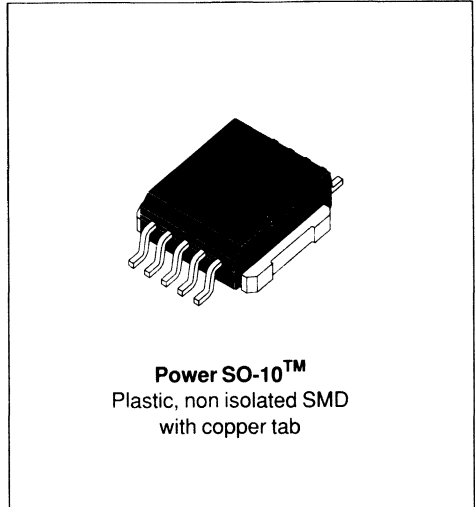 Power SO-10™
Plastic, non isolated SMD
with copper tab